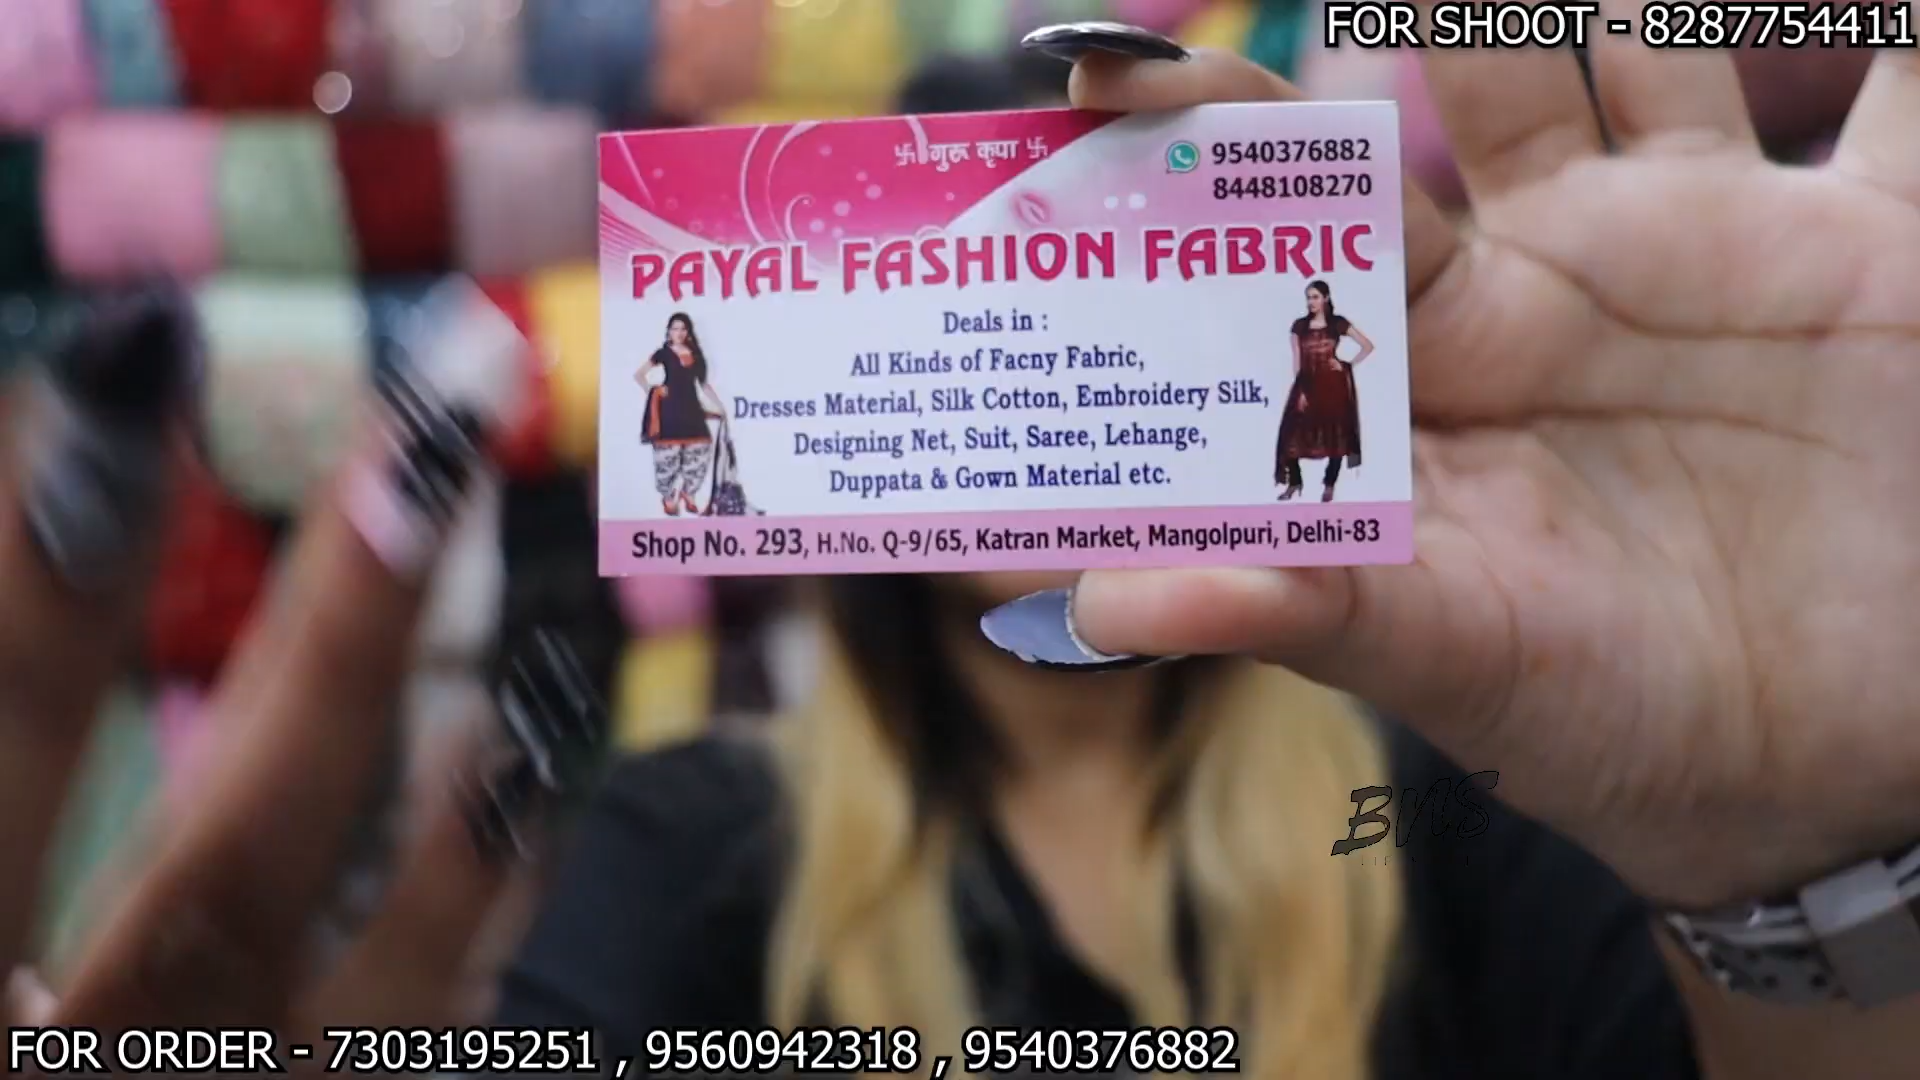 FOR SHOOT - 8287754411
卐 गुरू कृपा 卐
9540376882
8448108270
PAYAL FASHION FABRIC
Deals in :
All Kinds of Facny Fabric,
Dresses Material, Silk Cotton, Embroidery Silk,
Designing Net, Suit, Saree, Lehange,
Duppata & Gown Material etc.
Shop No. 293, H.No. Q-9/65, Katran Market, Mangolpuri, Delhi-83
BNS
FOR ORDER - 7303195251 , 9560942318 , 9540376882